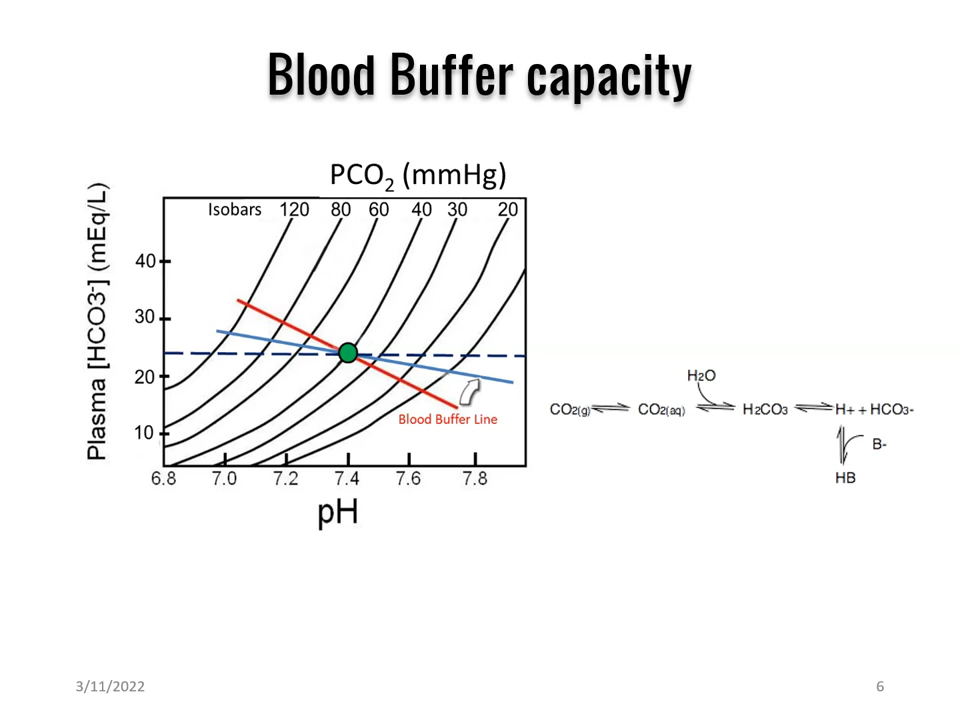 Blood Buffer capacity
PCO₂ (mmHg)
Isobars 120 80 60 40 30 20
Plasma [HCO3-] (mEq/L)
40
30
20
10
Blood Buffer Line
6.8 7.0 7.2 7.4 7.6 7.8
pH
H2O
CO2(g) CO2(aq) H2CO3 H+ + HCO3-
B-
HB
3/11/2022
6